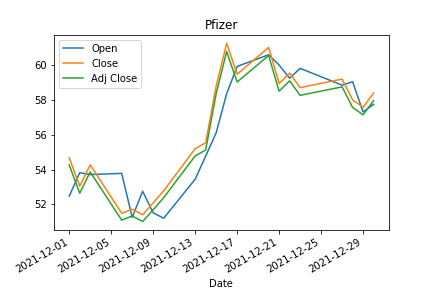 Pfizer
Open
Close
Adj Close
60
58
56
54
52
2021-12-01
2021-12-05
2021-12-09
2021-12-13
2021-12-17
2021-12-21
2021-12-25
2021-12-29
Date